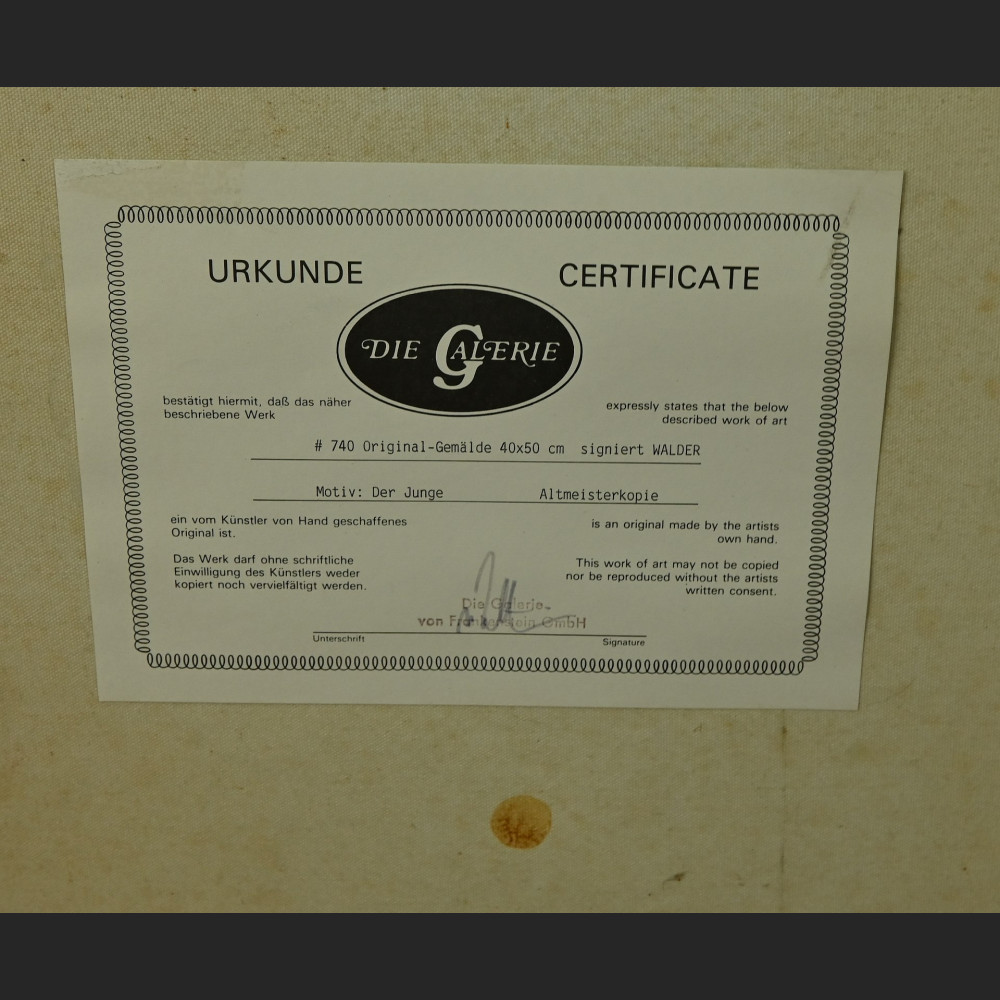 URKUNDE
CERTIFICATE
DIE GALERIE
bestätigt hiermit, daß das näher
beschriebene Werk
expressly states that the below
described work of art
# 740 Original-Gemälde 40x50 cm signiert WALDER
Motiv: Der Junge Altmeisterkopie
ein vom Künstler von Hand geschaffenes
Original ist.
is an original made by the artists
own hand.
Das Werk darf ohne schriftliche
Einwilligung des Künstlers weder
kopiert noch vervielfältigt werden.
This work of art may not be copied
nor be reproduced without the artists
written consent.
Die Galerie
von Frankenstein GmbH
Unterschrift
Signature